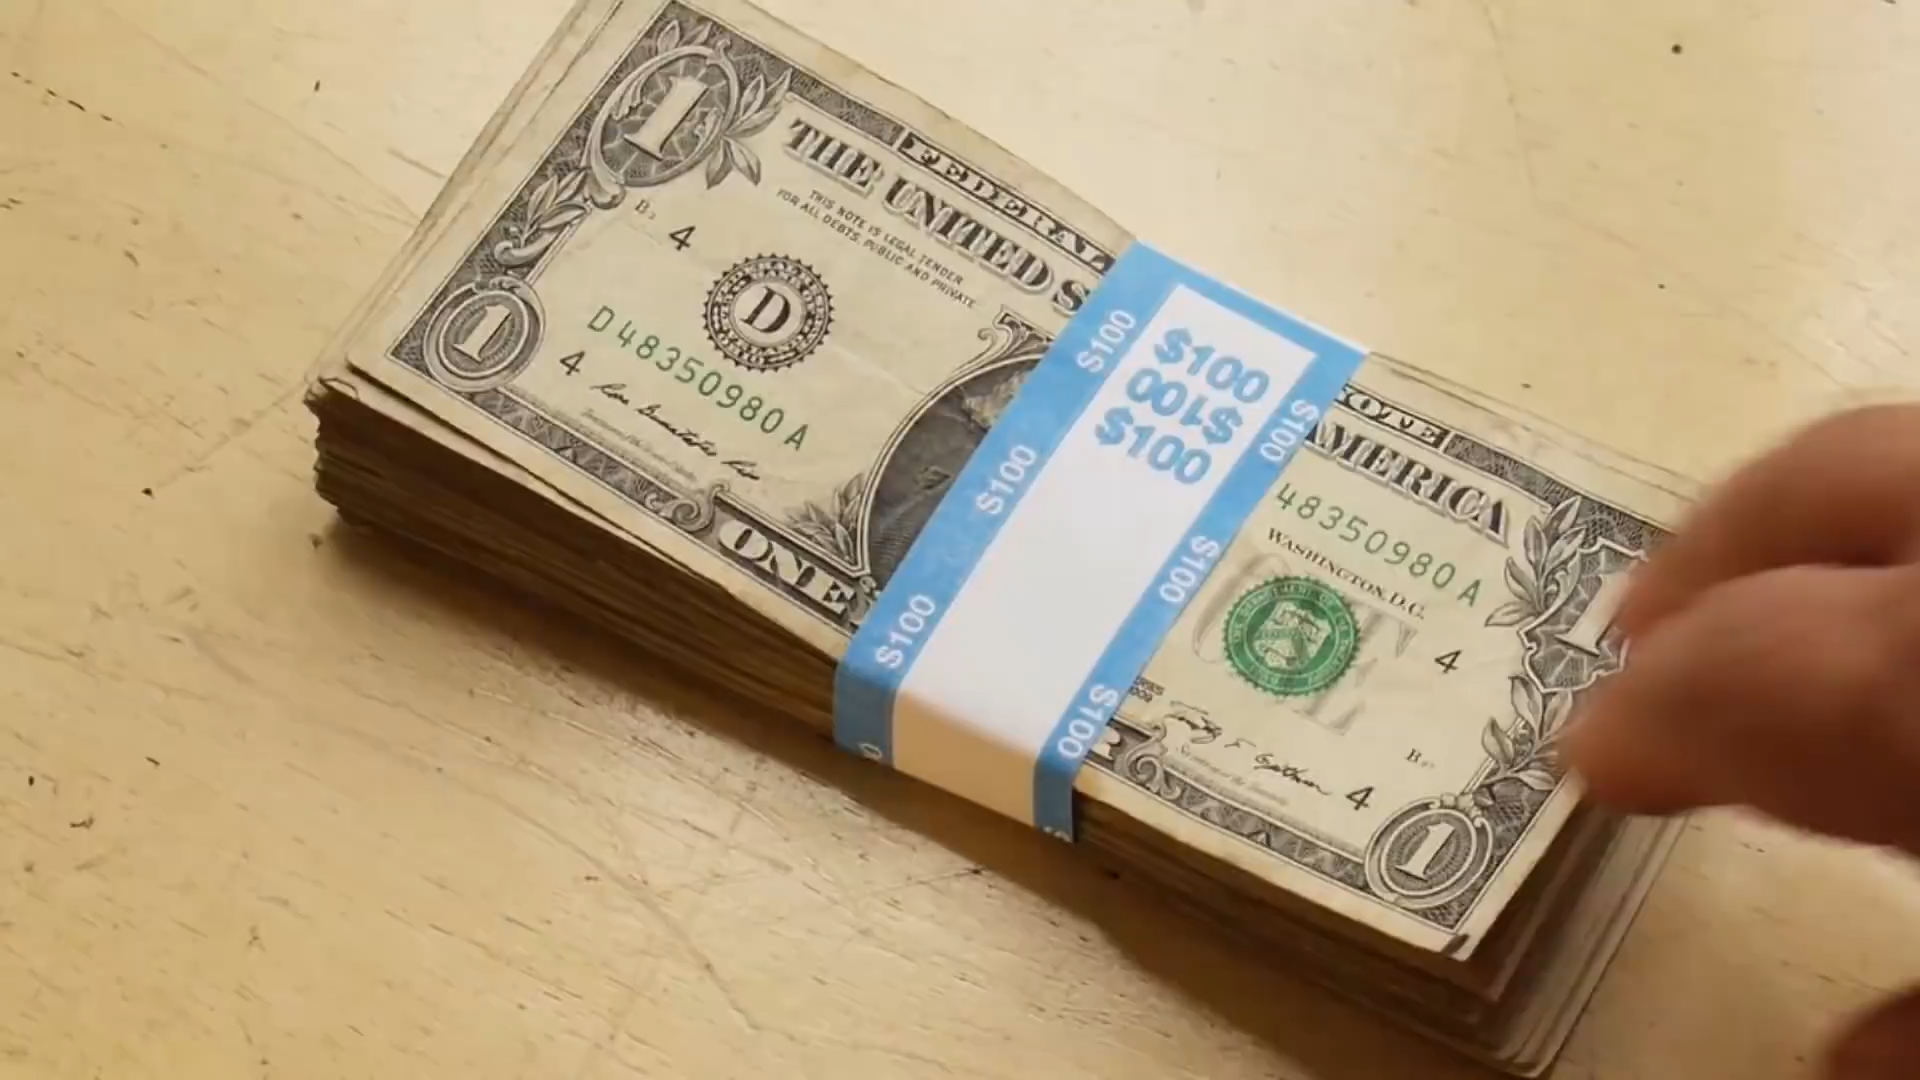 1
FEDERAL
NOTE
THE UNITED S
AMERICA
THIS NOTE IS LEGAL TENDER
FOR ALL DEBTS, PUBLIC AND PRIVATE
4
D
D 48350980 A
4
1
ONE
$100
$100
$100
$100
$100
$100
$100
$100
$100
48350980 A
WASHINGTON, D.C.
4
4
1